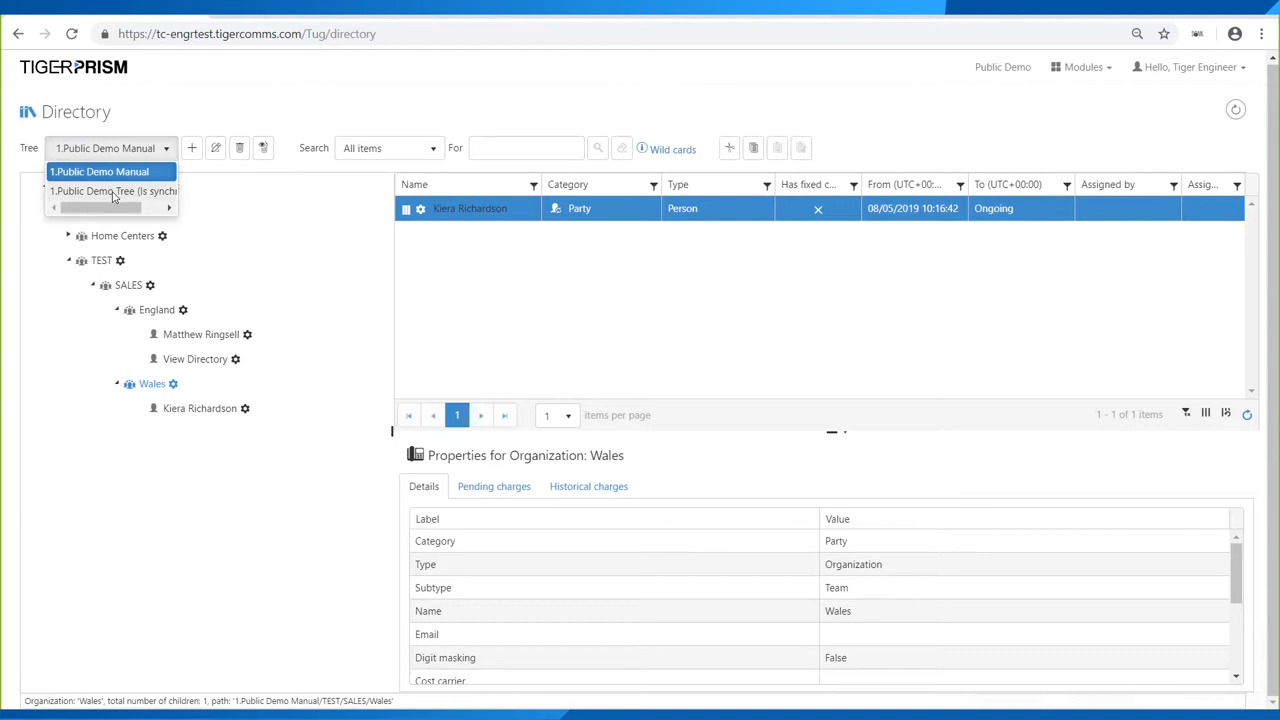 https://tc-engrtest.tigercomms.com/Tug/directory
TIGERPRISM
Public Demo
Modules
Hello, Tiger Engineer
Directory
Tree
1.Public Demo Manual
Search
All items
For
Wild cards
1.Public Demo Manual
1.Public Demo Tree (Is synchr
Home Centers
TEST
SALES
England
Matthew Ringsell
View Directory
Wales
Kiera Richardson
Name Category Type Has fixed c... From (UTC+00:... To (UTC+00:00) Assigned by Assig...
Kiera Richardson Party Person 08/05/2019 10:16:42 Ongoing
1 1 items per page 1 - 1 of 1 items
Properties for Organization: Wales
Details Pending charges Historical charges
Label Value
Category Party
Type Organization
Subtype Team
Name Wales
Email
Digit masking False
Cost carrier
Organization: 'Wales', total number of children: 1, path: '1.Public Demo Manual/TEST/SALES/Wales'